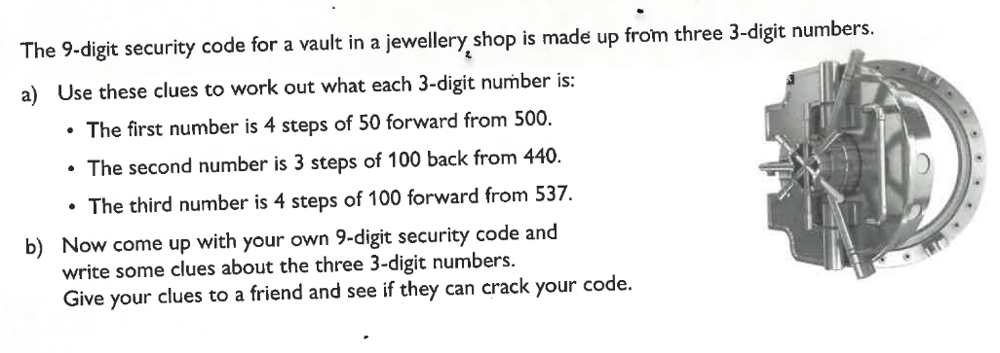 The 9-digit security code for a vault in a jewellery shop is made up from three 3-digit numbers.
a) Use these clues to work out what each 3-digit number is:
• The first number is 4 steps of 50 forward from 500.
• The second number is 3 steps of 100 back from 440.
• The third number is 4 steps of 100 forward from 537.
b) Now come up with your own 9-digit security code and
write some clues about the three 3-digit numbers.
Give your clues to a friend and see if they can crack your code.